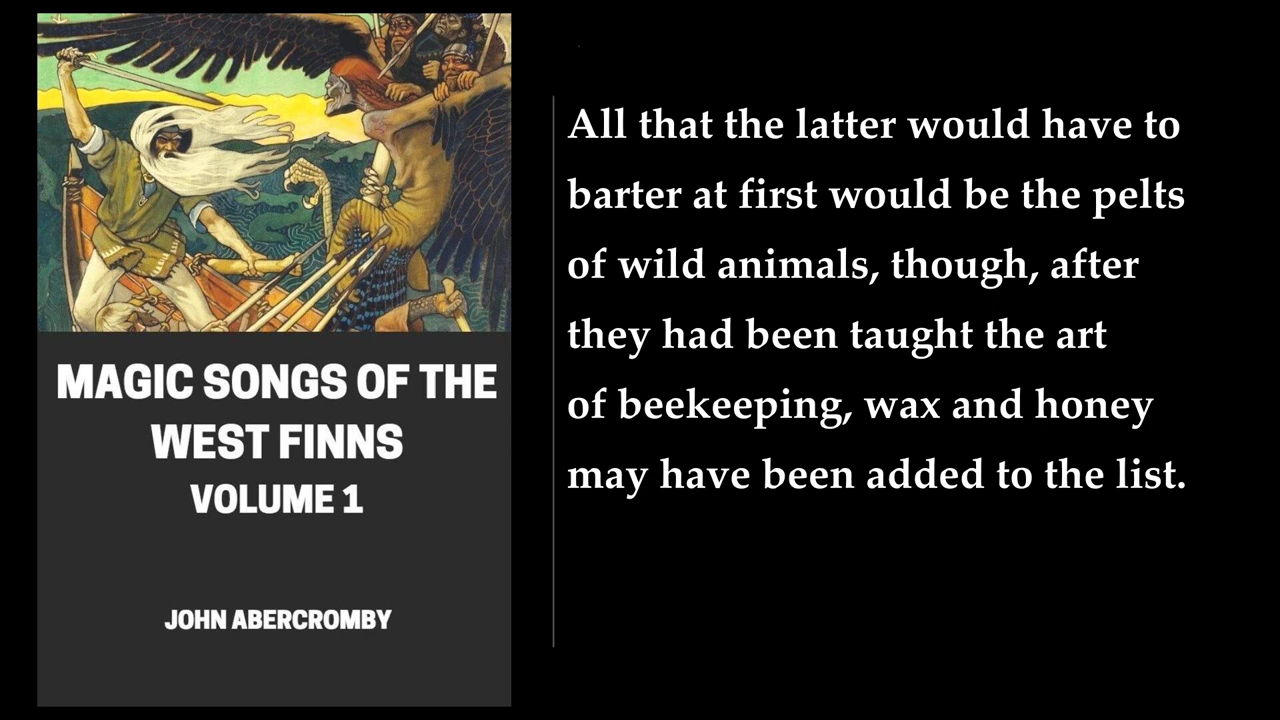 MAGIC SONGS OF THE
WEST FINNS
VOLUME 1
JOHN ABERCROMBY
All that the latter would have to
barter at first would be the pelts
of wild animals, though, after
they had been taught the art
of beekeeping, wax and honey
may have been added to the list.